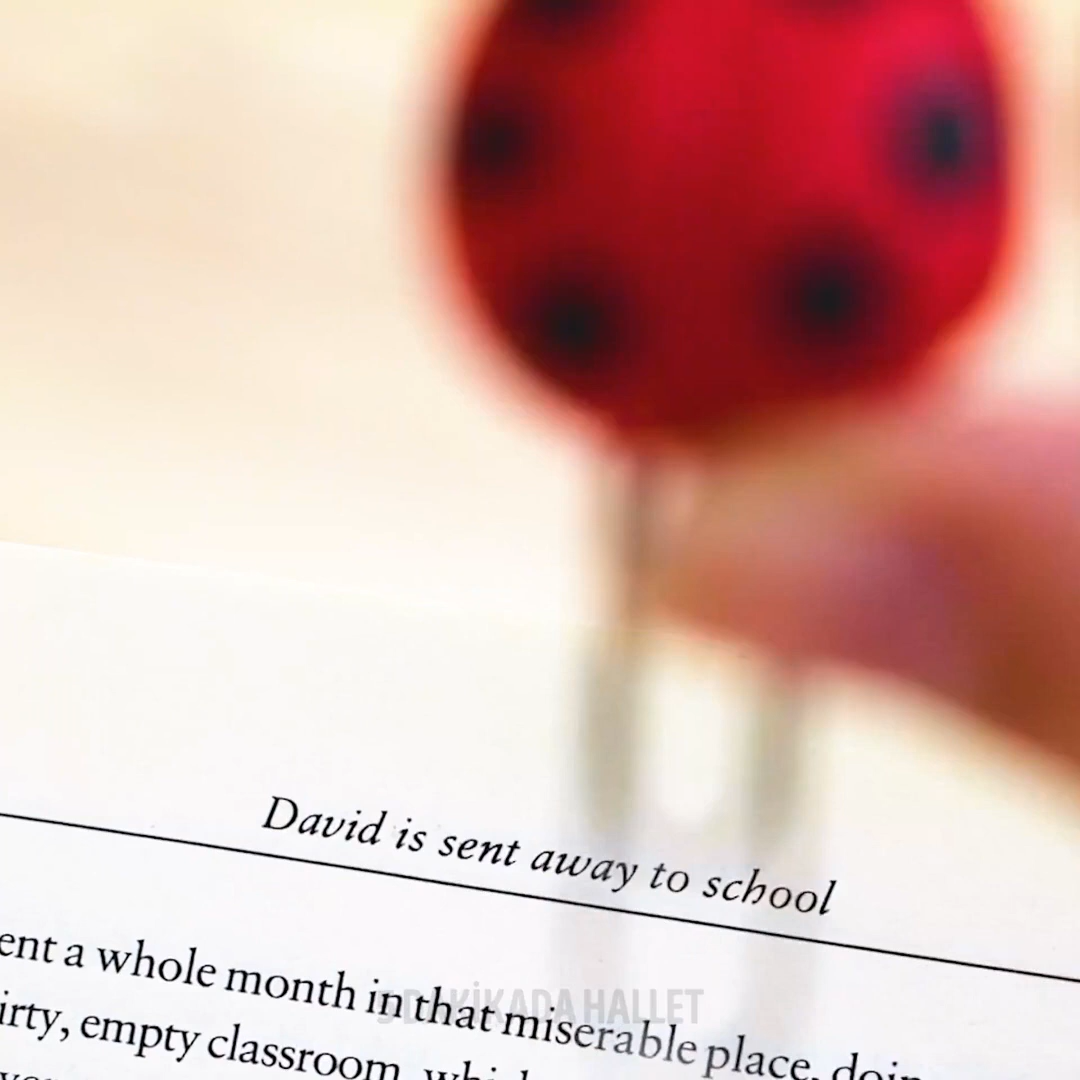 David is sent away to school
ent a whole month in that miserable place, doin
irty, empty classroom, whi
5 DAKİKADA HALLET